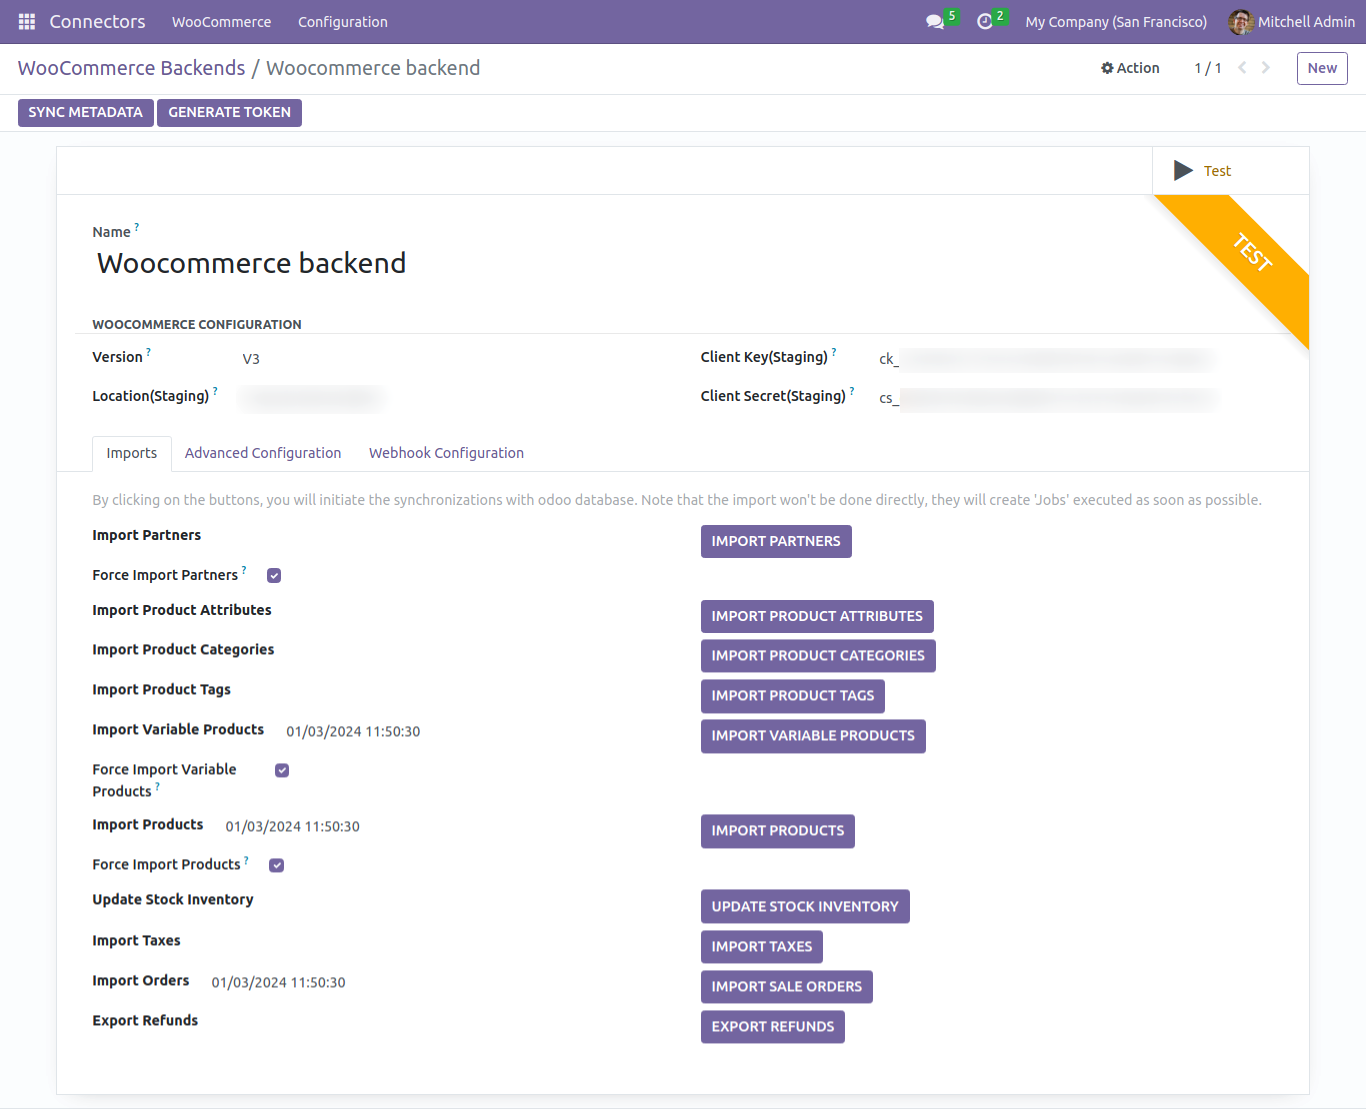 Connectors WooCommerce Configuration 5 2 My Company (San Francisco) Mitchell Admin
WooCommerce Backends / Woocommerce backend Action 1 / 1 New
SYNC METADATA GENERATE TOKEN
Test
TEST
Name ?
Woocommerce backend
WOOCOMMERCE CONFIGURATION
Version ? V3 Client Key(Staging) ? ck_
Location(Staging) ? Client Secret(Staging) ? cs_
Imports Advanced Configuration Webhook Configuration
By clicking on the buttons, you will initiate the synchronizations with odoo database. Note that the import won't be done directly, they will create 'Jobs' executed as soon as possible.
Import Partners IMPORT PARTNERS
Force Import Partners ?
Import Product Attributes IMPORT PRODUCT ATTRIBUTES
Import Product Categories IMPORT PRODUCT CATEGORIES
Import Product Tags IMPORT PRODUCT TAGS
Import Variable Products 01/03/2024 11:50:30 IMPORT VARIABLE PRODUCTS
Force Import Variable
Products ?
Import Products 01/03/2024 11:50:30 IMPORT PRODUCTS
Force Import Products ?
Update Stock Inventory UPDATE STOCK INVENTORY
Import Taxes IMPORT TAXES
Import Orders 01/03/2024 11:50:30 IMPORT SALE ORDERS
Export Refunds EXPORT REFUNDS